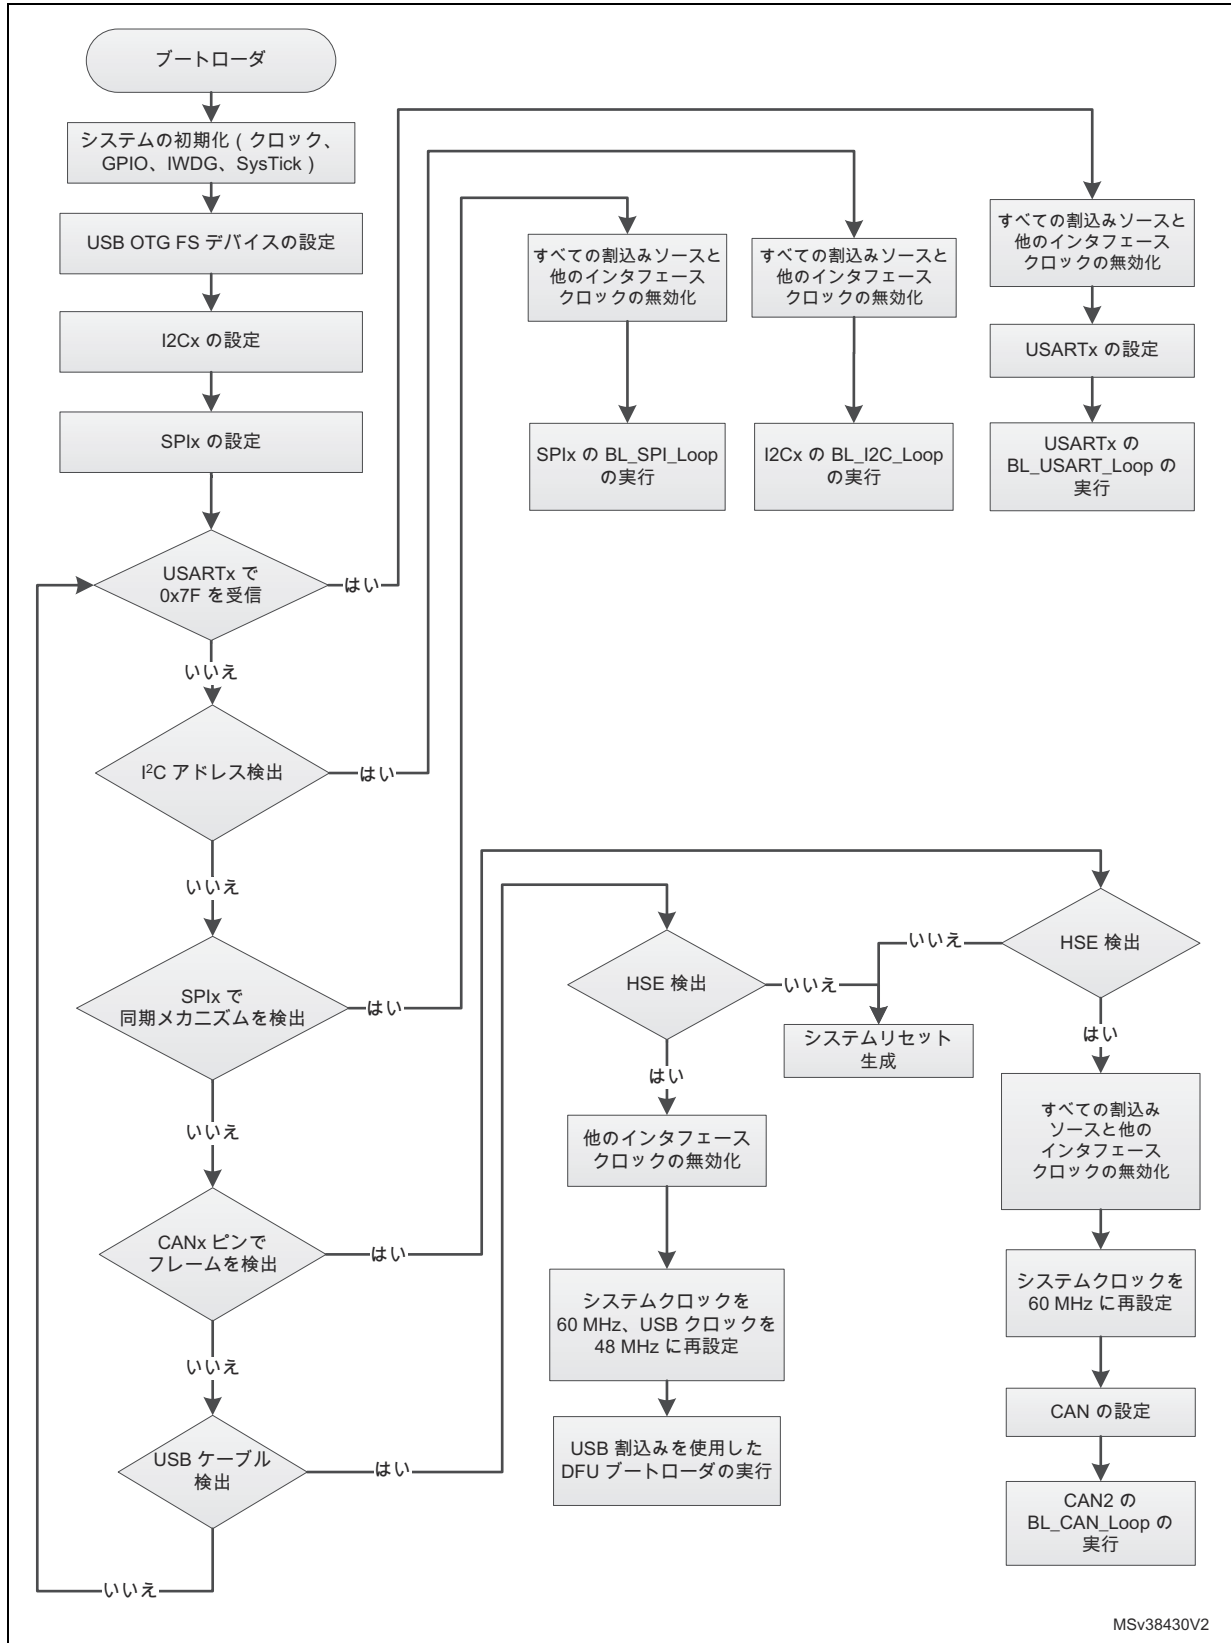 ブートローダ
システムの初期化(クロック、
GPIO、IWDG、SysTick)
USB OTG FS デバイスの設定
I2Cx の設定
SPIx の設定
USARTx で
0x7F を受信
はい
いいえ
I²C アドレス検出
はい
いいえ
SPIx で
同期メカニズムを検出
はい
いいえ
CANx ピンで
フレームを検出
はい
いいえ
USB ケーブル
検出
はい
いいえ
すべての割込みソースと
他のインタフェース
クロックの無効化
SPIx の BL_SPI_Loop
の実行
すべての割込みソースと
他のインタフェース
クロックの無効化
I2Cx の BL_I2C_Loop
の実行
すべての割込みソースと
他のインタフェース
クロックの無効化
USARTx の設定
USARTx の
BL_USART_Loop の
実行
HSE 検出
いいえ
はい
他のインタフェース
クロックの無効化
システムクロックを
60 MHz、USB クロックを
48 MHz に再設定
USB 割込みを使用した
DFU ブートローダの実行
システムリセット
生成
HSE 検出
いいえ
はい
すべての割込み
ソースと他の
インタフェース
クロックの無効化
システムクロックを
60 MHz に再設定
CAN の設定
CAN2 の
BL_CAN_Loop の
実行
MSv38430V2